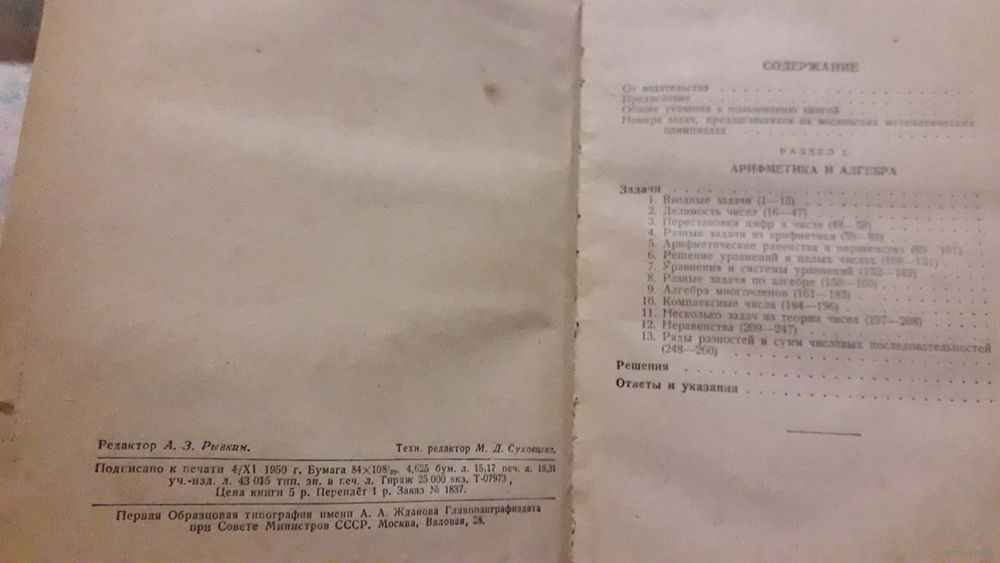 Редактор А. З. Рывкин. Техн. редактор М. Д. Суховцева.
Подписано к печати 4/XI 1950 г. Бумага 84×108/32. 4,625 бум. л. 15,17 печ. л. 16,31
уч.-изд. л. 43 015 тип. зн. в печ. л. Тираж 25 000 экз. Т-07973,
Цена книги 5 р. Переплёт 1 р. Заказ № 1837.
Первая Образцовая типография имени А. А. Жданова Главполиграфиздата
при Совете Министров СССР. Москва, Валовая, 28.
СОДЕРЖАНИЕ
От издательства
Предисловие
Общие указания к пользованию книгой
Номера задач, предлагавшихся на московских математических
олимпиадах
РАЗДЕЛ I.
АРИФМЕТИКА И АЛГЕБРА
Задачи
1. Вводные задачи (1—15)
2. Делимость чисел (16—47)
3. Перестановки цифр в числе (48—58)
4. Разные задачи из арифметики (59—88)
5. Арифметические равенства и неравенства (89—107)
6. Решение уравнений в целых числах (108—131)
7. Уравнения и системы уравнений (132—149)
8. Разные задачи по алгебре (150—160)
9. Алгебра многочленов (161—183)
10. Комплексные числа (184—196)
11. Несколько задач из теории чисел (197—208)
12. Неравенства (209—247)
13. Ряды разностей и сумм числовых последовательностей
(248—260)
Решения
Ответы и указания